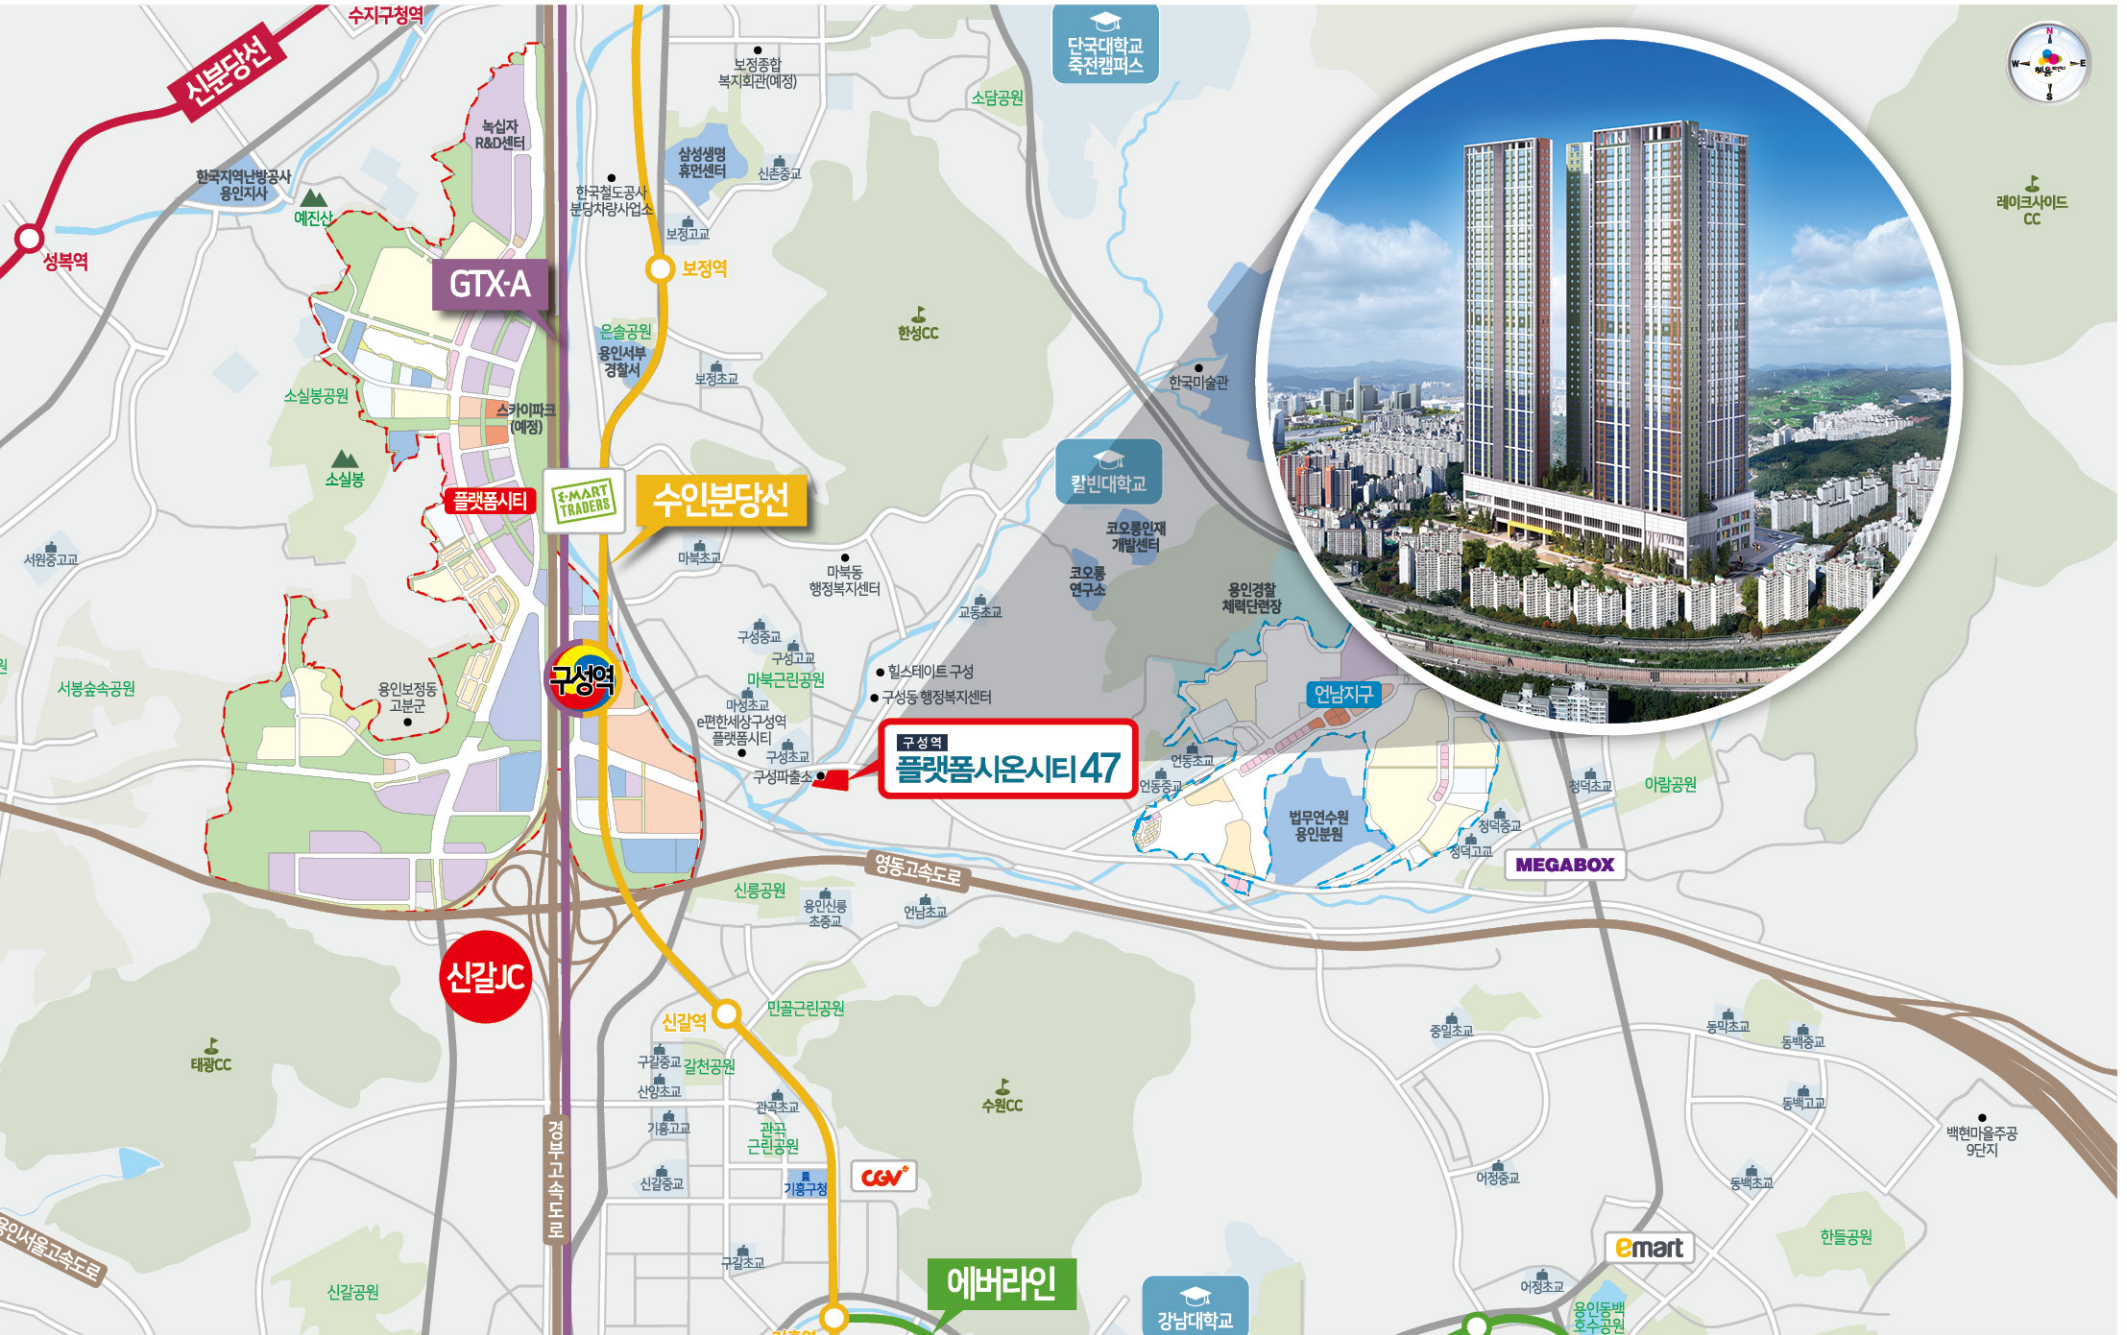 수지구청역
신분당선
단국대학교
죽전캠퍼스
N
W
E
S
보정종합
복지회관(예정)
소담공원
녹십자
R&D센터
삼성생명
휴먼센터
신촌중교
한국지역난방공사
용인지사
예진산
한국철도공사
분당차량사업소
보정고교
레이크사이드
CC
성복역
GTX-A
보정역
은솔공원
용인서부
경찰서
한성CC
보정초교
한국미술관
소실봉공원
스카이파크
(예정)
소실봉
플랫폼시티
E·MART
TRADERS
수인분당선
칼빈대학교
코오롱인재
개발센터
서원중고교
마북초교
마북동
행정복지센터
코오롱
연구소
용인경찰
체력단련장
교동초교
구성중교
구성고교
마북근린공원
힐스테이트 구성
구성동 행정복지센터
서봉숲속공원
용인보정동
고분군
구성역
마성초교
e편한세상구성역
플랫폼시티
구성초교
구성파출소
구성역
플랫폼시온시티 47
언남지구
언동초교
언동중교
법무연수원
용인분원
청덕초교
아람공원
청덕중교
청덕고교
MEGABOX
영동고속도로
신릉공원
용인신릉
초중교
언남초교
신갈JC
신갈역
민골근린공원
구갈중교
갈천공원
산양초교
기흥고교
관곡초교
관곡
근린공원
태광CC
수원CC
중일초교
동막초교
동백중교
동백고교
백현마을주공
9단지
경부고속도로
신갈중교
기흥구청
CGV
어정중교
동백초교
구갈초교
emart
한들공원
용인서울고속도로
신갈공원
에버라인
강남대학교
어정초교
용인동백
호수공원